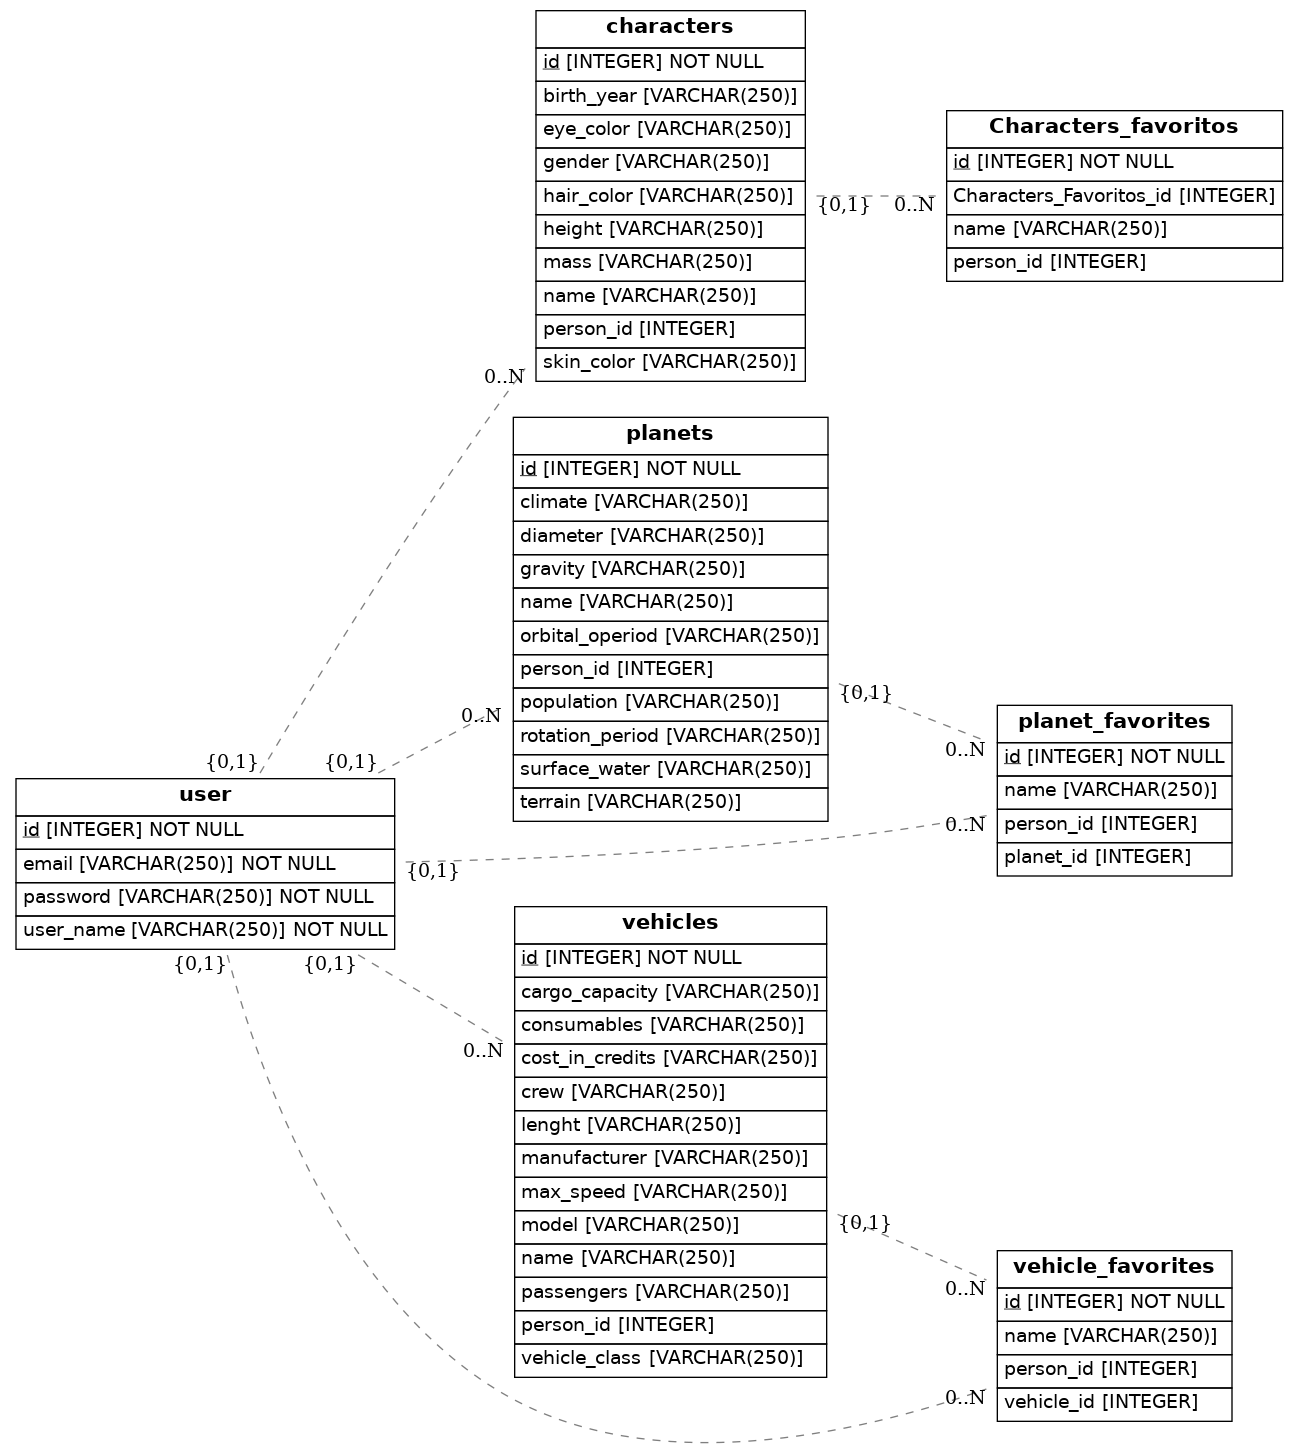 characters
id [INTEGER] NOT NULL
birth_year [VARCHAR(250)]
eye_color [VARCHAR(250)]
gender [VARCHAR(250)]
hair_color [VARCHAR(250)]
height [VARCHAR(250)]
mass [VARCHAR(250)]
name [VARCHAR(250)]
person_id [INTEGER]
skin_color [VARCHAR(250)]
Characters_favoritos
id [INTEGER] NOT NULL
Characters_Favoritos_id [INTEGER]
name [VARCHAR(250)]
person_id [INTEGER]
{0,1}
0..N
0..N
planets
id [INTEGER] NOT NULL
climate [VARCHAR(250)]
diameter [VARCHAR(250)]
gravity [VARCHAR(250)]
name [VARCHAR(250)]
orbital_operiod [VARCHAR(250)]
person_id [INTEGER]
population [VARCHAR(250)]
rotation_period [VARCHAR(250)]
surface_water [VARCHAR(250)]
terrain [VARCHAR(250)]
{0,1}
0..N
0..N
planet_favorites
id [INTEGER] NOT NULL
name [VARCHAR(250)]
person_id [INTEGER]
planet_id [INTEGER]
0..N
{0,1}
{0,1}
user
id [INTEGER] NOT NULL
email [VARCHAR(250)] NOT NULL
password [VARCHAR(250)] NOT NULL
user_name [VARCHAR(250)] NOT NULL
{0,1}
{0,1}
{0,1}
0..N
vehicles
id [INTEGER] NOT NULL
cargo_capacity [VARCHAR(250)]
consumables [VARCHAR(250)]
cost_in_credits [VARCHAR(250)]
crew [VARCHAR(250)]
lenght [VARCHAR(250)]
manufacturer [VARCHAR(250)]
max_speed [VARCHAR(250)]
model [VARCHAR(250)]
name [VARCHAR(250)]
passengers [VARCHAR(250)]
person_id [INTEGER]
vehicle_class [VARCHAR(250)]
{0,1}
0..N
vehicle_favorites
id [INTEGER] NOT NULL
name [VARCHAR(250)]
person_id [INTEGER]
vehicle_id [INTEGER]
0..N